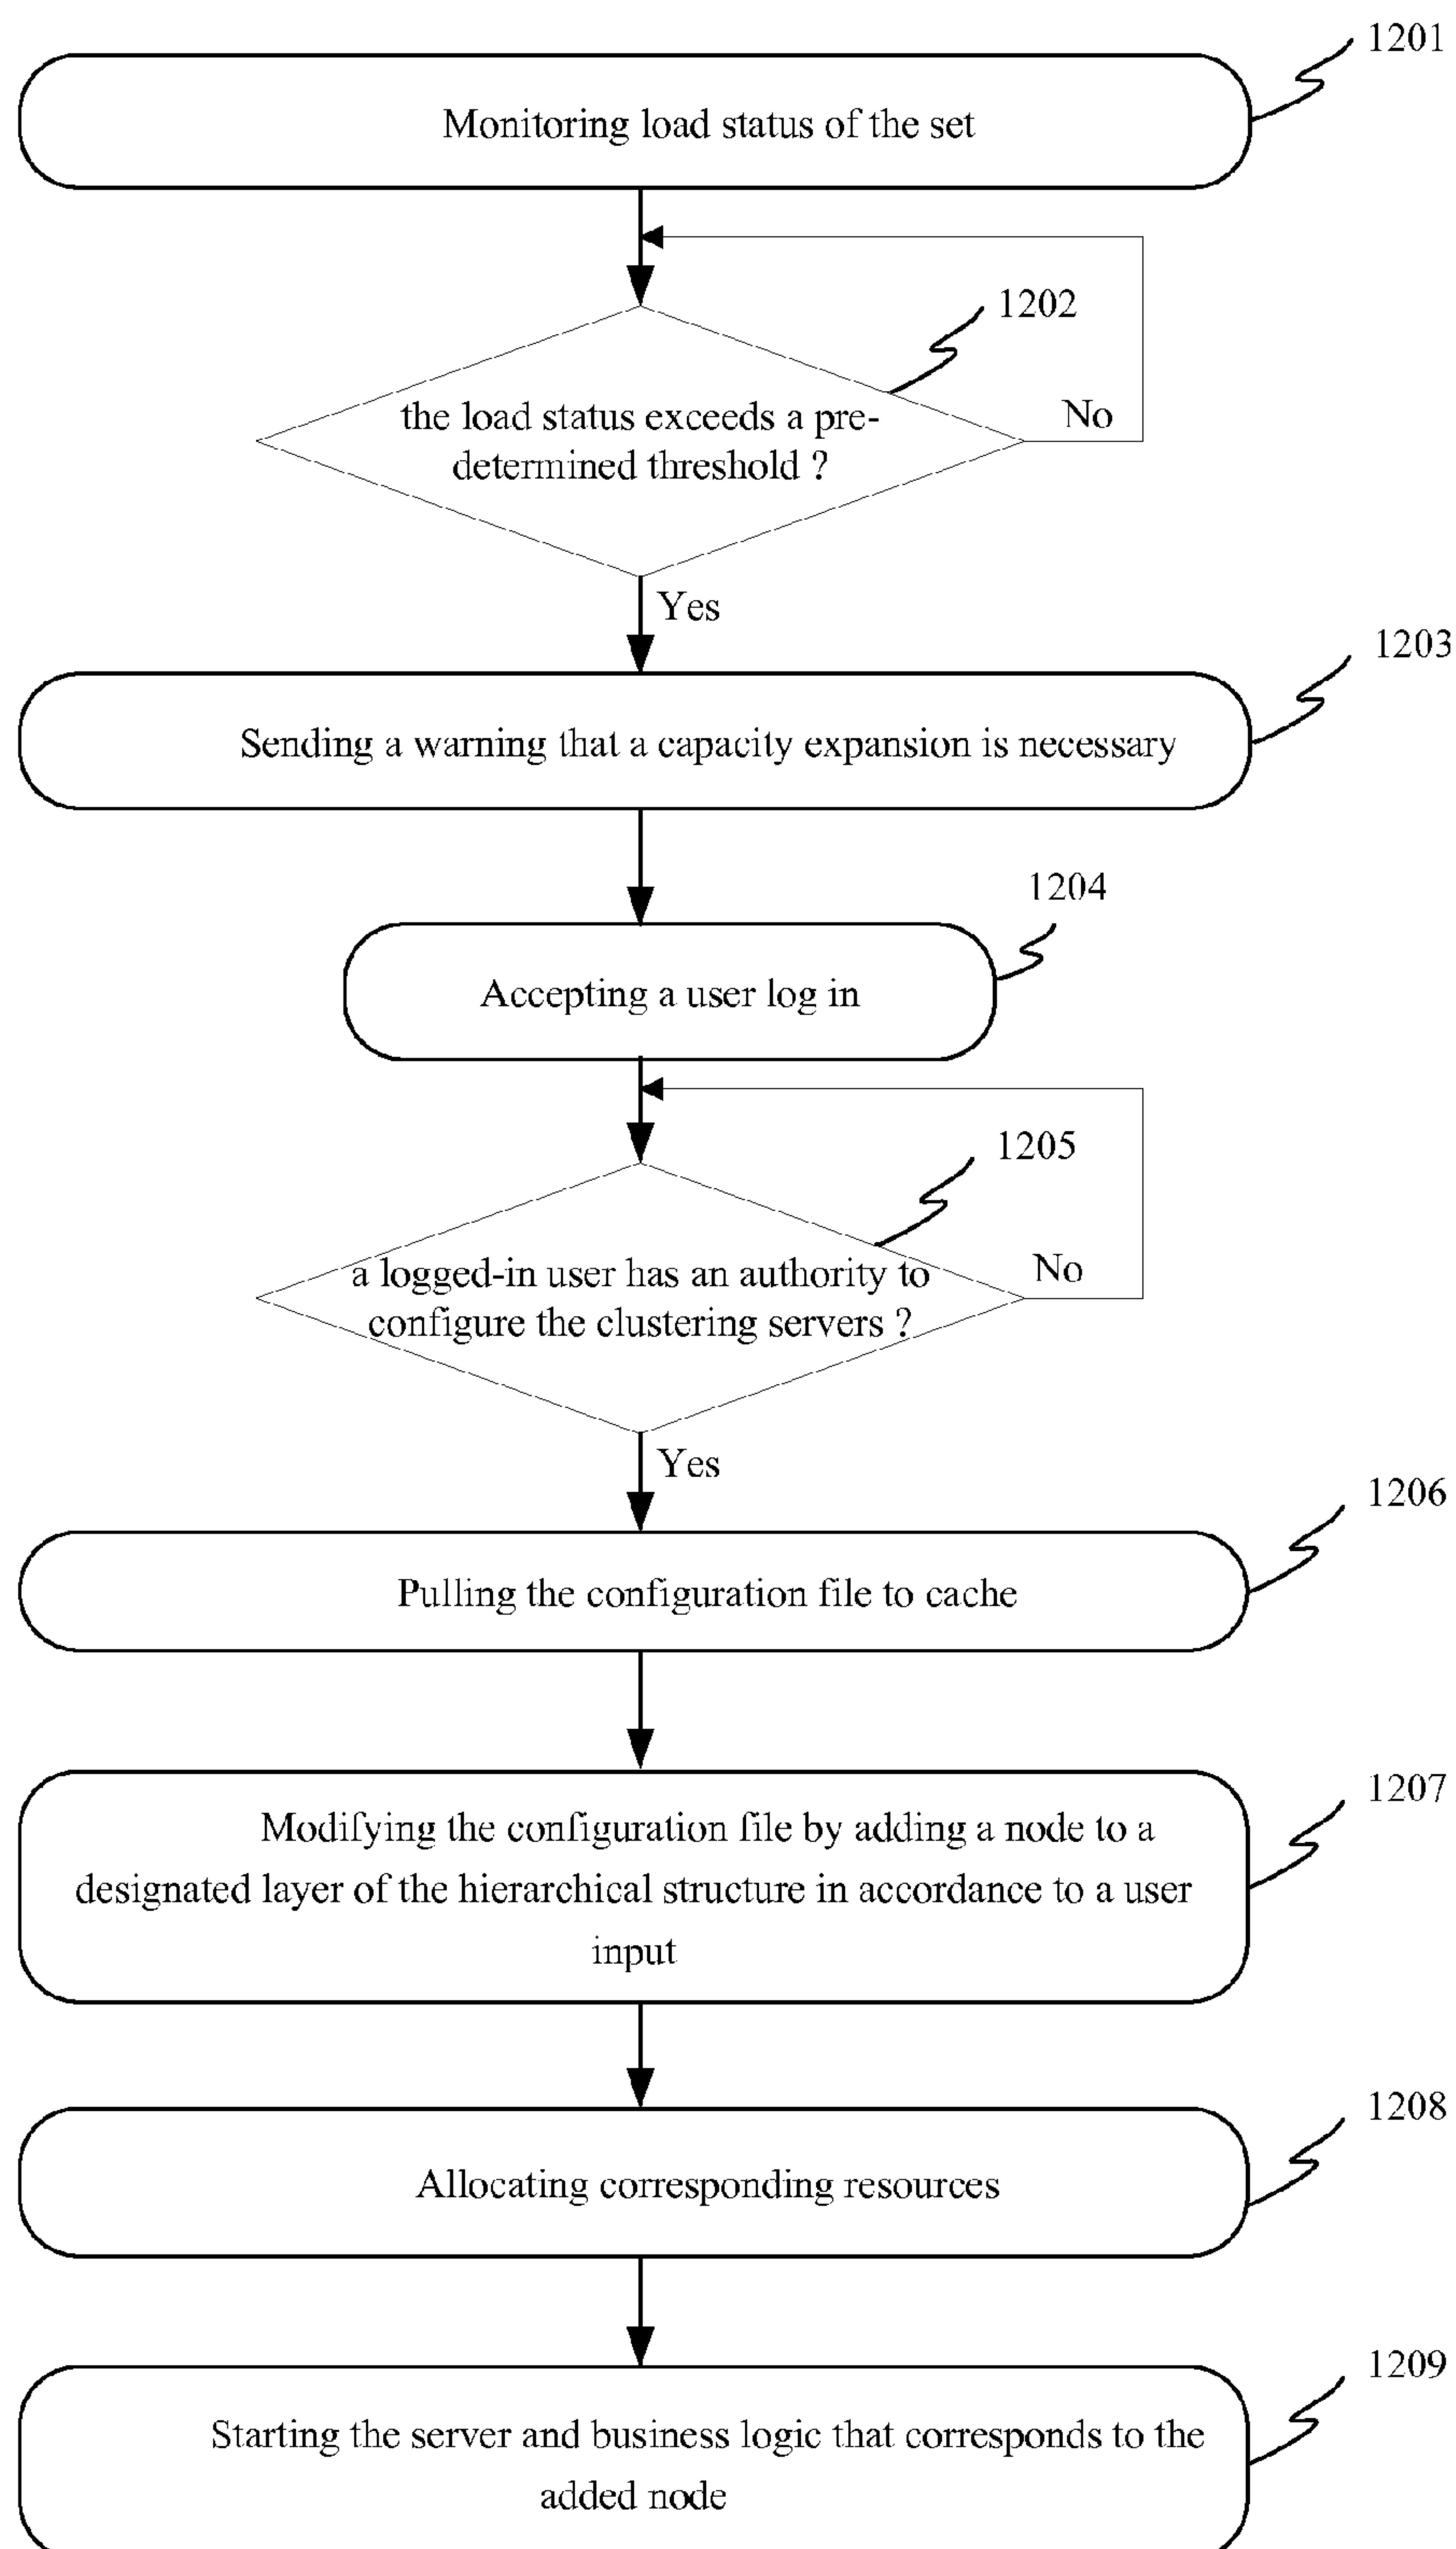 1201
Monitoring load status of the set
1202
the load status exceeds a pre-
determined threshold ?
No
Yes
1203
Sending a warning that a capacity expansion is necessary
1204
Accepting a user log in
1205
a logged-in user has an authority to
configure the clustering servers ?
No
Yes
1206
Pulling the configuration file to cache
1207
Modifying the configuration file by adding a node to a
designated layer of the hierarchical structure in accordance to a user
input
1208
Allocating corresponding resources
1209
Starting the server and business logic that corresponds to the
added node